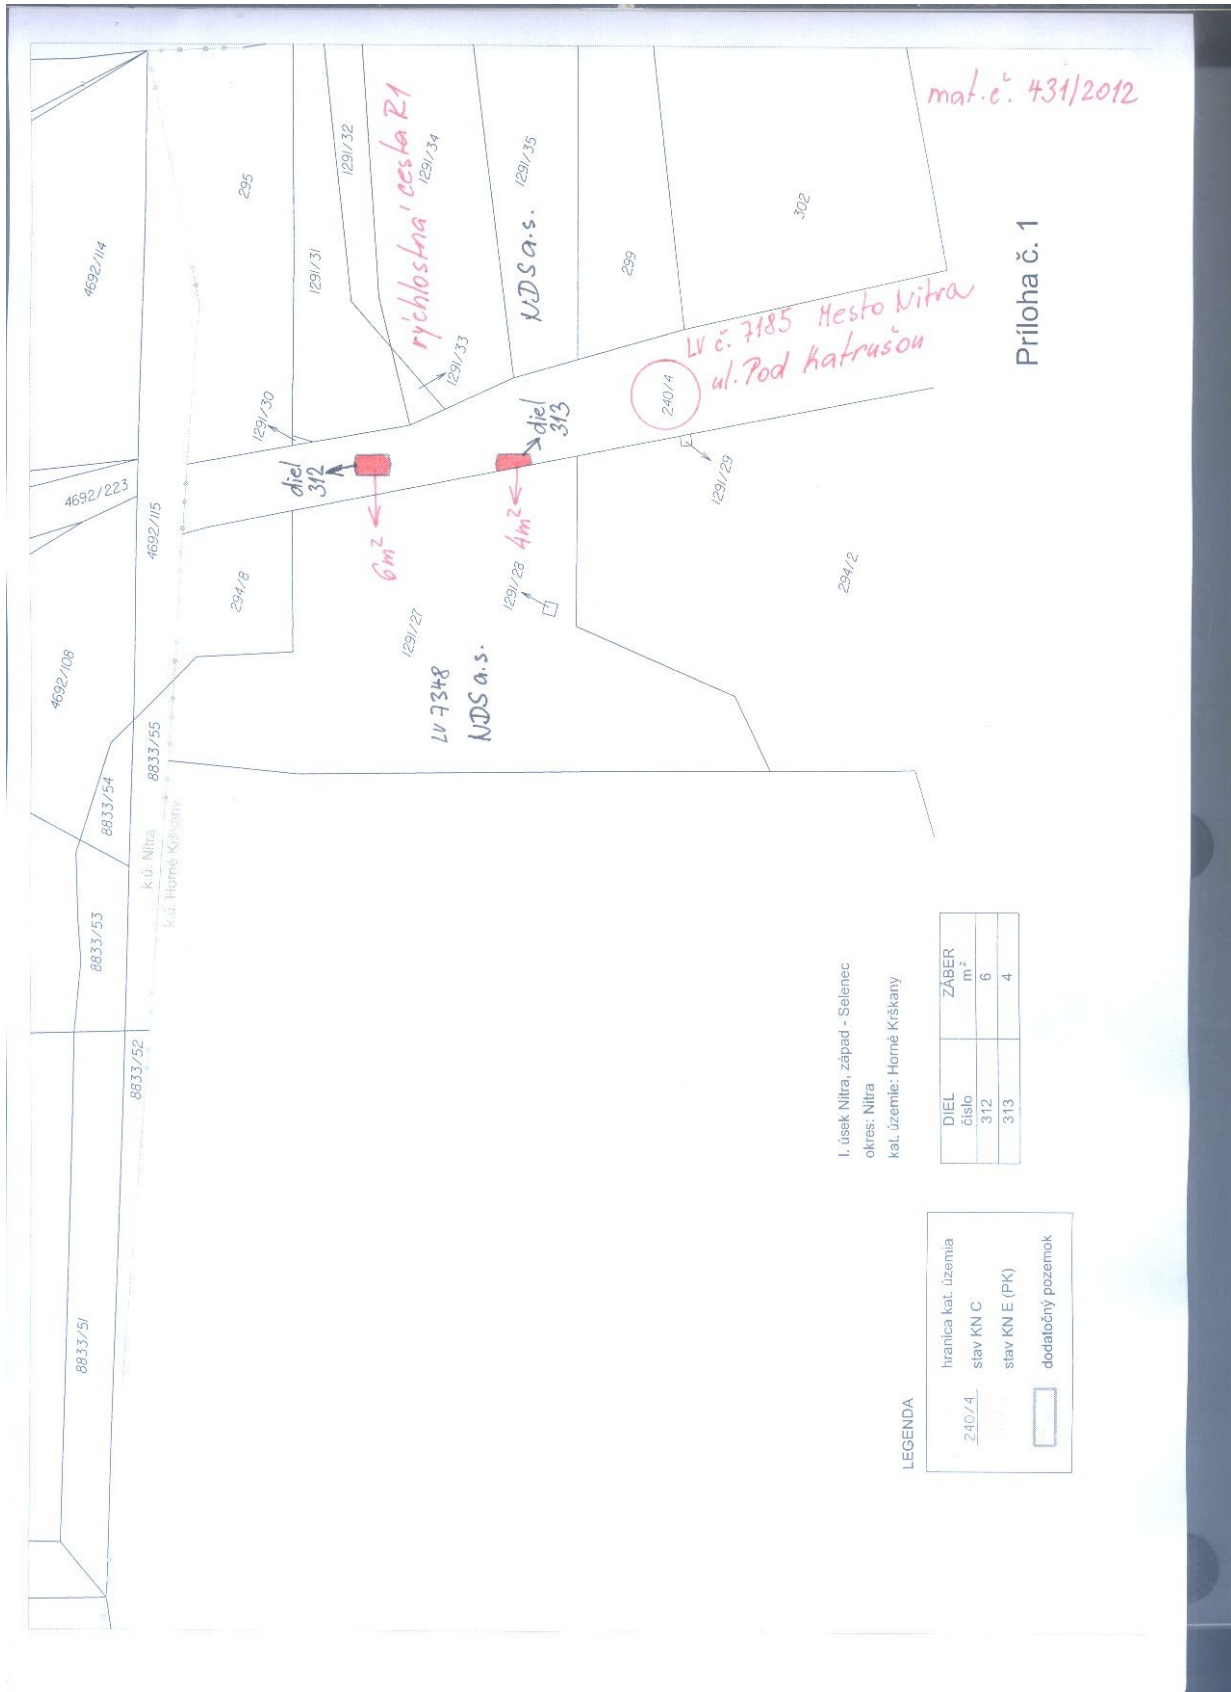 mat.č. 431/2012
Príloha č. 1
4692/114
295
1291/32
1291/31
rýchlostná cesta R1
1291/34
1291/35
NDS a.s.
299
302
1291/33
1291/30
LV č. 7185 Mesto Nitra
ul. Pod Katrušou
240/4
4692/223
4692/115
diel
312
diel
313
6m²
4m²
1291/29
294/8
1291/28
1291/27
294/2
4692/108
LV 7348
NDS a.s.
8833/55
8833/54
k.ú. Nitra
k.ú. Horné Krškany
8833/53
8833/52
8833/51
I. úsek Nitra, západ - Selenec
okres: Nitra
kat. územie: Horné Krškany
DIEL ZÁBER
číslo m²
312 6
313 4
LEGENDA
hranica kat. územia
240/4 stav KN C
stav KN E (PK)
dodatočný pozemok